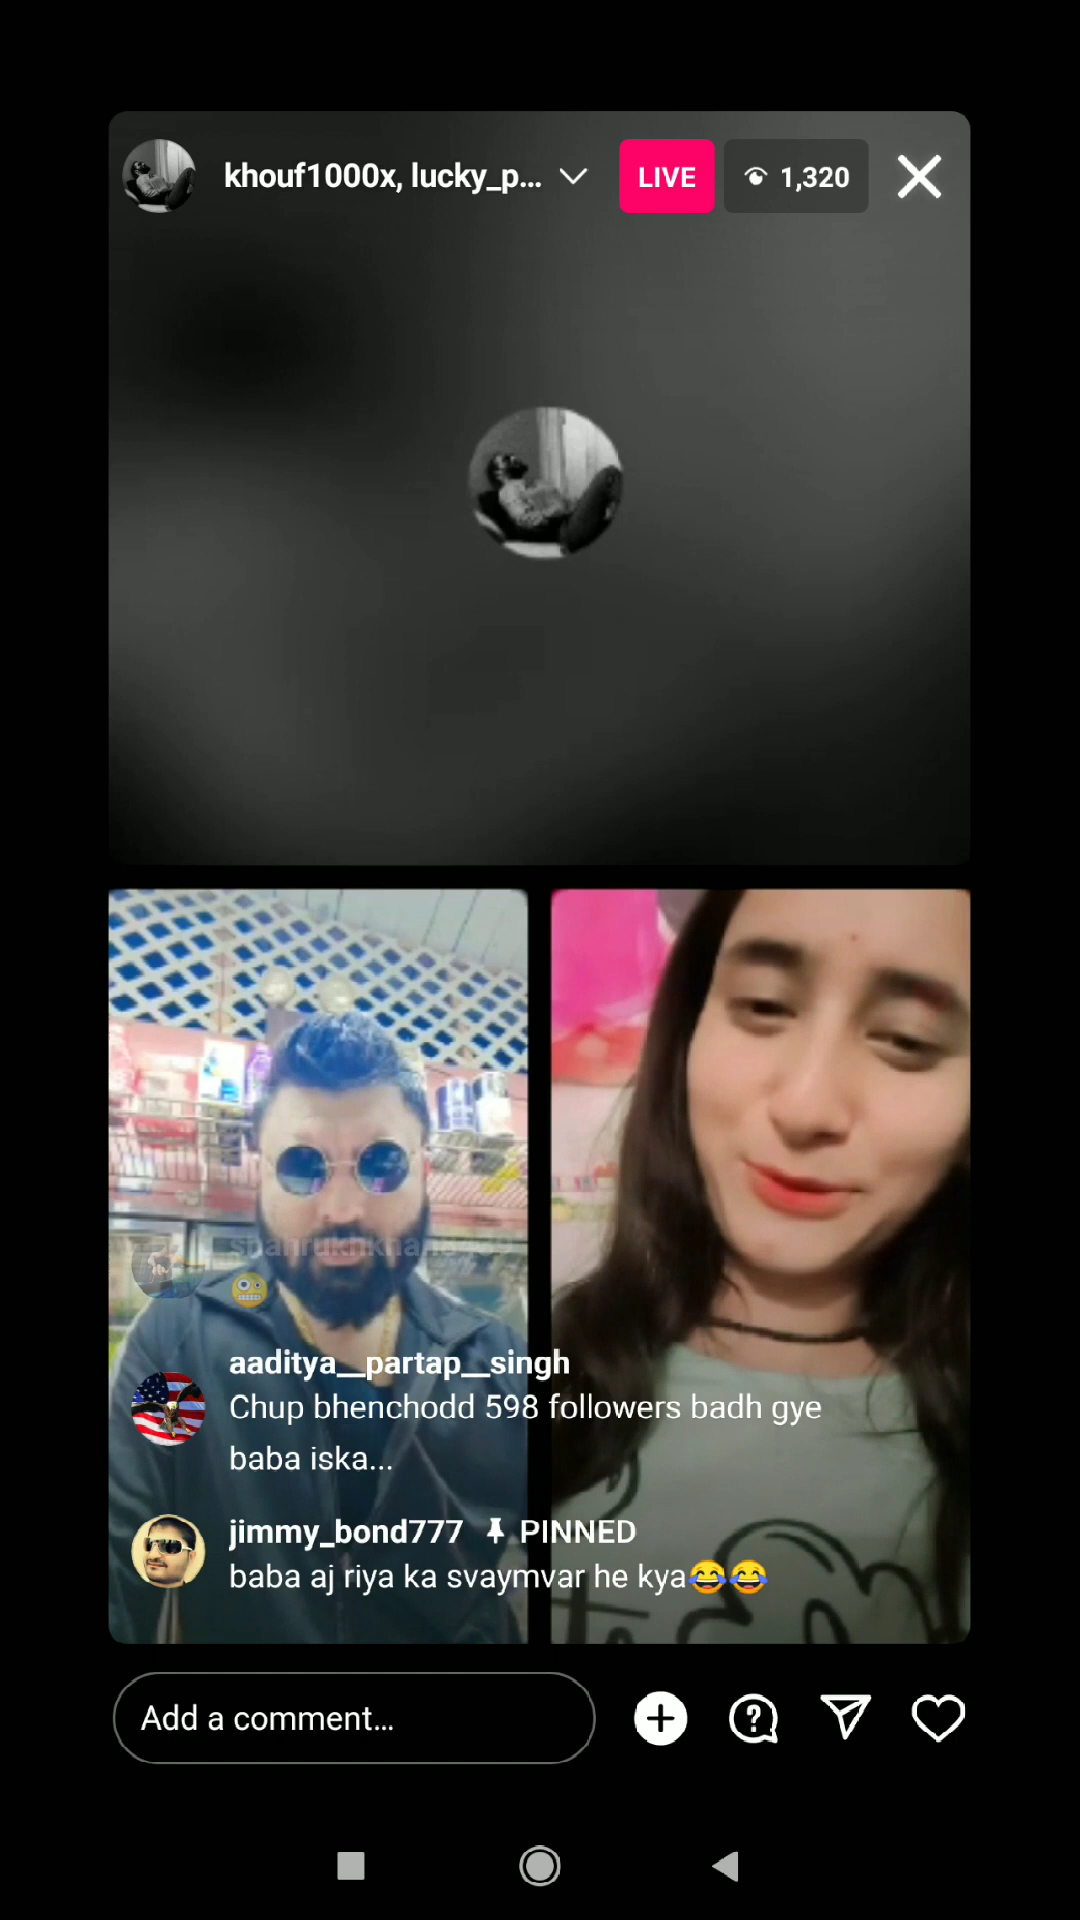 khouf1000x, lucky_p...
LIVE
1,320
aaditya__partap__singh
Chup bhenchodd 598 followers badh gye
baba iska...
jimmy_bond777 PINNED
baba aj riya ka svaymvar he kya😂😂
Add a comment...